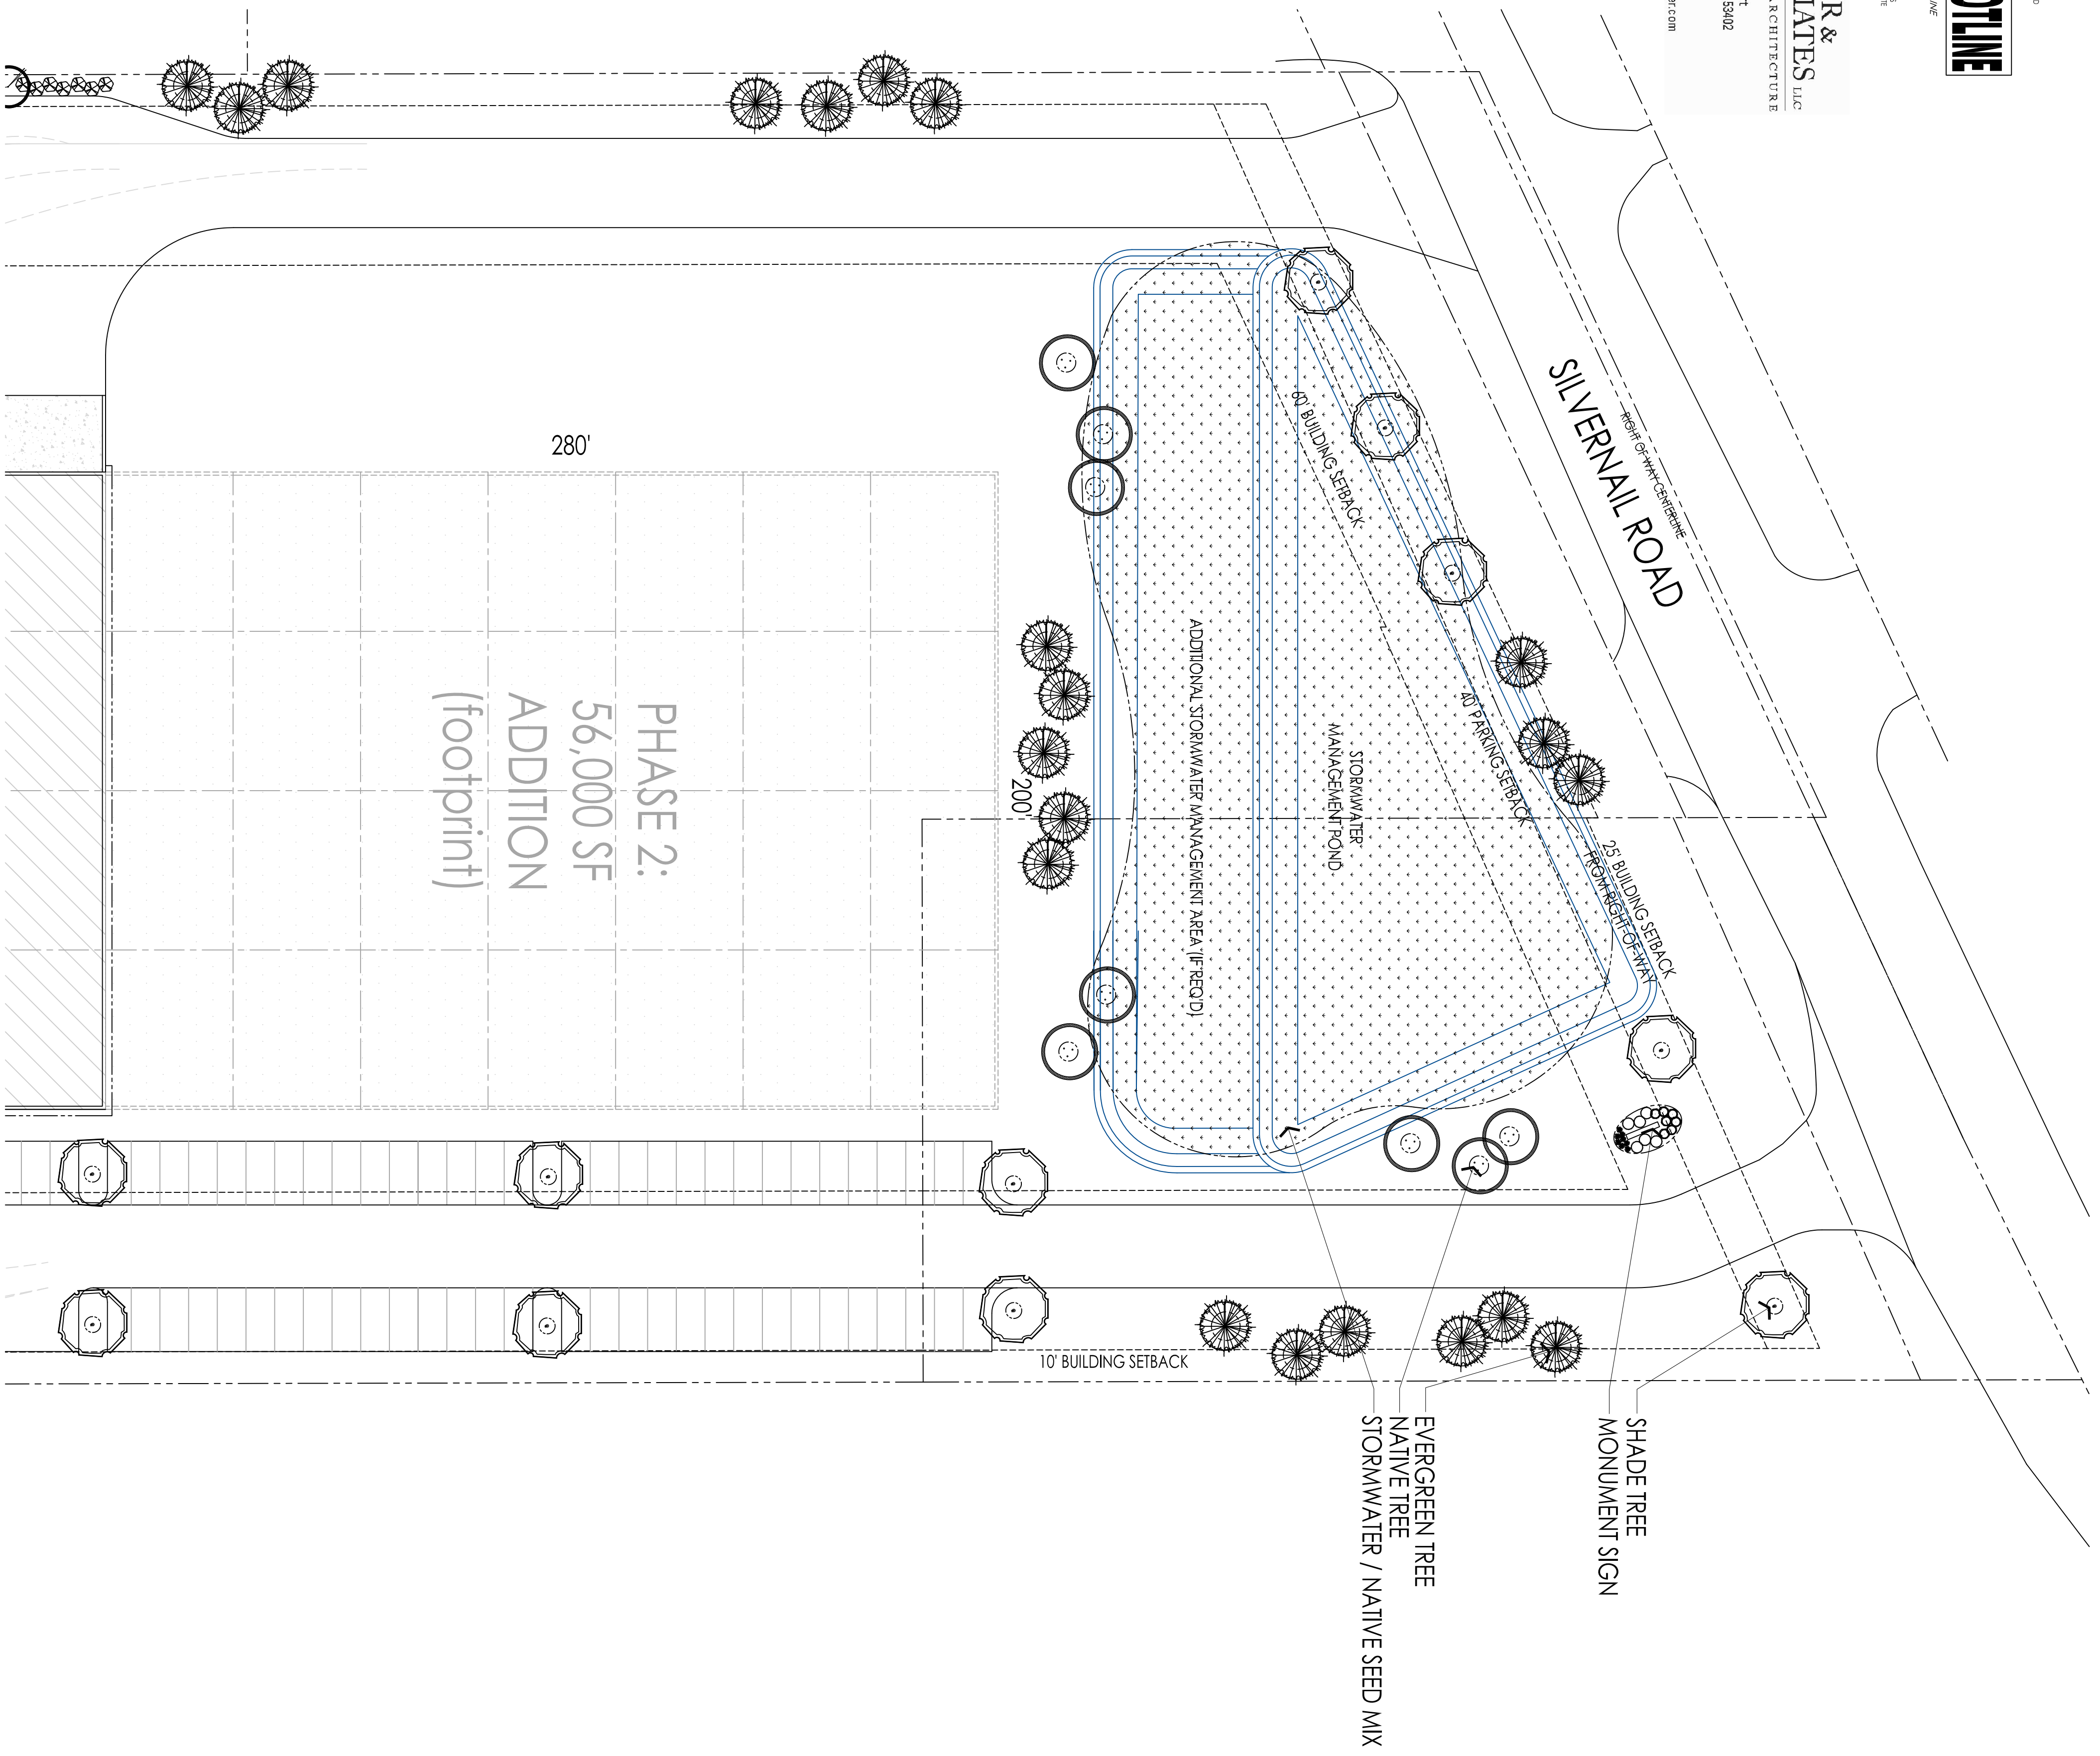 OTLINE
R &
IATES LLC
ARCHITECTURE
53402
er.com
SILVERNAIL ROAD
RIGHT OF WAY CENTERLINE
60' BUILDING SETBACK
40' PARKING SETBACK
25' BUILDING SETBACK
FROM RIGHT-OF-WAY
STORMWATER
MANAGEMENT POND
ADDITIONAL STORMWATER MANAGEMENT AREA (IF REQ'D)
280'
200'
PHASE 2:
56,000 SF
ADDITION
(footprint)
10' BUILDING SETBACK
SHADE TREE
MONUMENT SIGN
EVERGREEN TREE
NATIVE TREE
STORMWATER / NATIVE SEED MIX